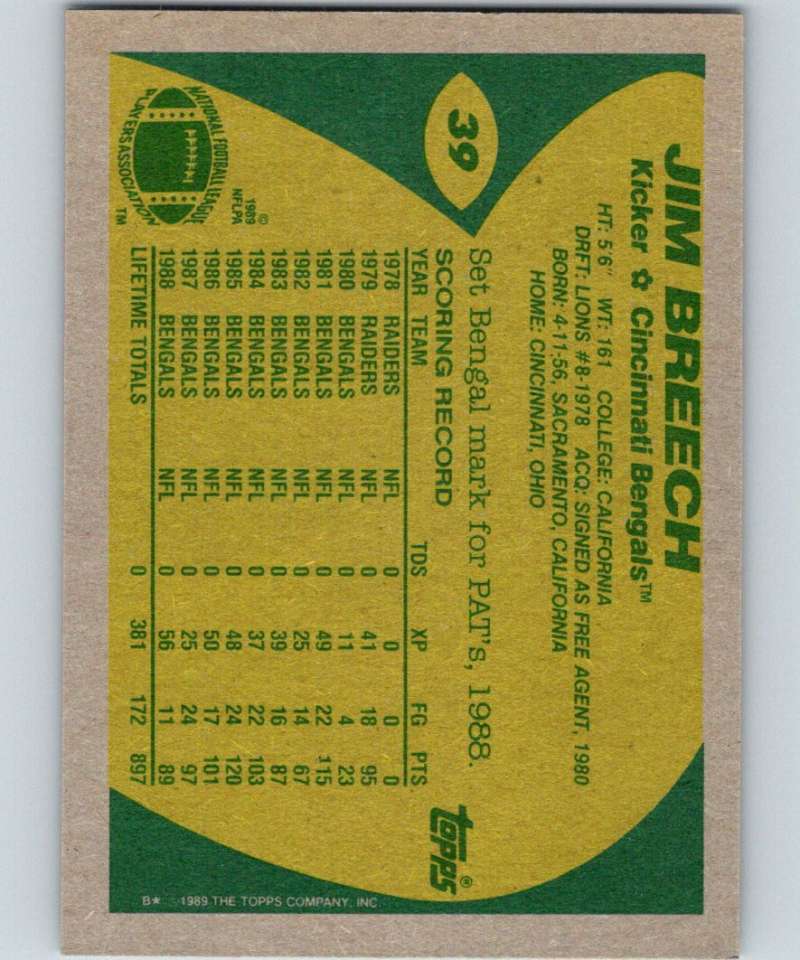 39
JIM BREECH
Kicker ✿ Cincinnati Bengals™
HT: 5'6" WT: 161 COLLEGE: CALIFORNIA
DRFT: LIONS #8-1978 ACQ: SIGNED AS FREE AGENT, 1980
BORN: 4-11-56, SACRAMENTO, CALIFORNIA
HOME: CINCINNATI, OHIO
Set Bengal mark for PAT's, 1988.
SCORING RECORD
YEAR TEAM TDS XP FG PTS
1978 RAIDERS NFL 0 0 0 0
1979 RAIDERS NFL 0 41 18 95
1980 BENGALS NFL 0 11 4 23
1981 BENGALS NFL 0 49 22 115
1982 BENGALS NFL 0 25 14 67
1983 BENGALS NFL 0 39 16 87
1984 BENGALS NFL 0 37 22 103
1985 BENGALS NFL 0 48 24 120
1986 BENGALS NFL 0 50 17 101
1987 BENGALS NFL 0 25 24 97
1988 BENGALS NFL 0 56 11 89
LIFETIME TOTALS 0 381 172 897
NATIONAL FOOTBALL LEAGUE
PLAYERS ASSOCIATION
TM
©
1989
NFLPA
topps®
B★ 1989 THE TOPPS COMPANY, INC.